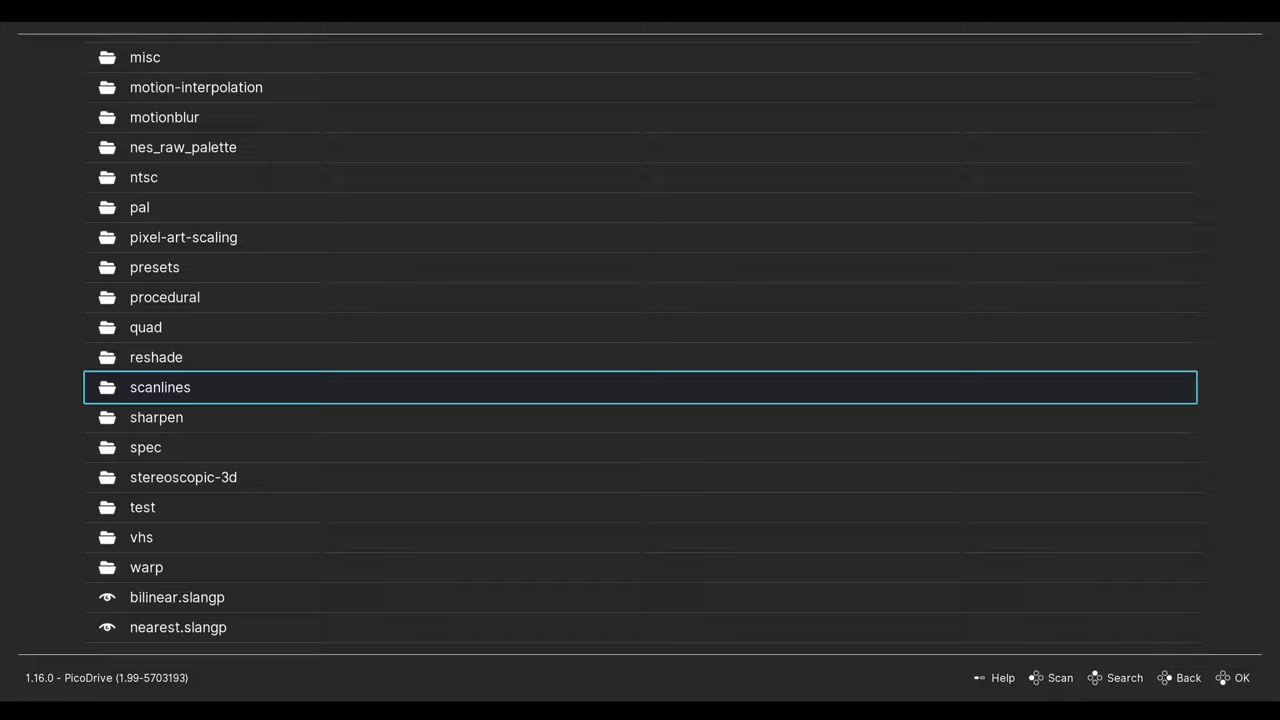 misc
motion-interpolation
motionblur
nes_raw_palette
ntsc
pal
pixel-art-scaling
presets
procedural
quad
reshade
scanlines
sharpen
spec
stereoscopic-3d
test
vhs
warp
bilinear.slangp
nearest.slangp
1.16.0 - PicoDrive (1.99-5703193) Help Scan Search Back OK